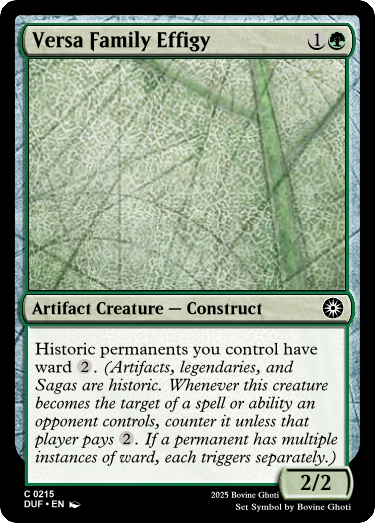 Versa Family Effigy 1
Artifact Creature — Construct
Historic permanents you control have
ward 2. (Artifacts, legendaries, and
Sagas are historic. Whenever this creature
becomes the target of a spell or ability an
opponent controls, counter it unless that
player pays 2. If a permanent has multiple
instances of ward, each triggers separately.)
2/2
C 0215
DUF • EN
2025 Bovine Ghoti
Set Symbol by Bovine Ghoti